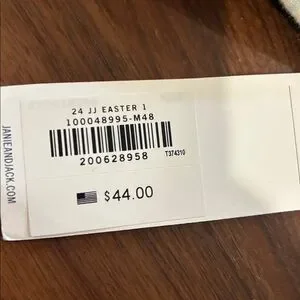 24 JJ EASTER 1
100048995-M48
200628958
T374310
$44.00
JANIEANDJACK.COM